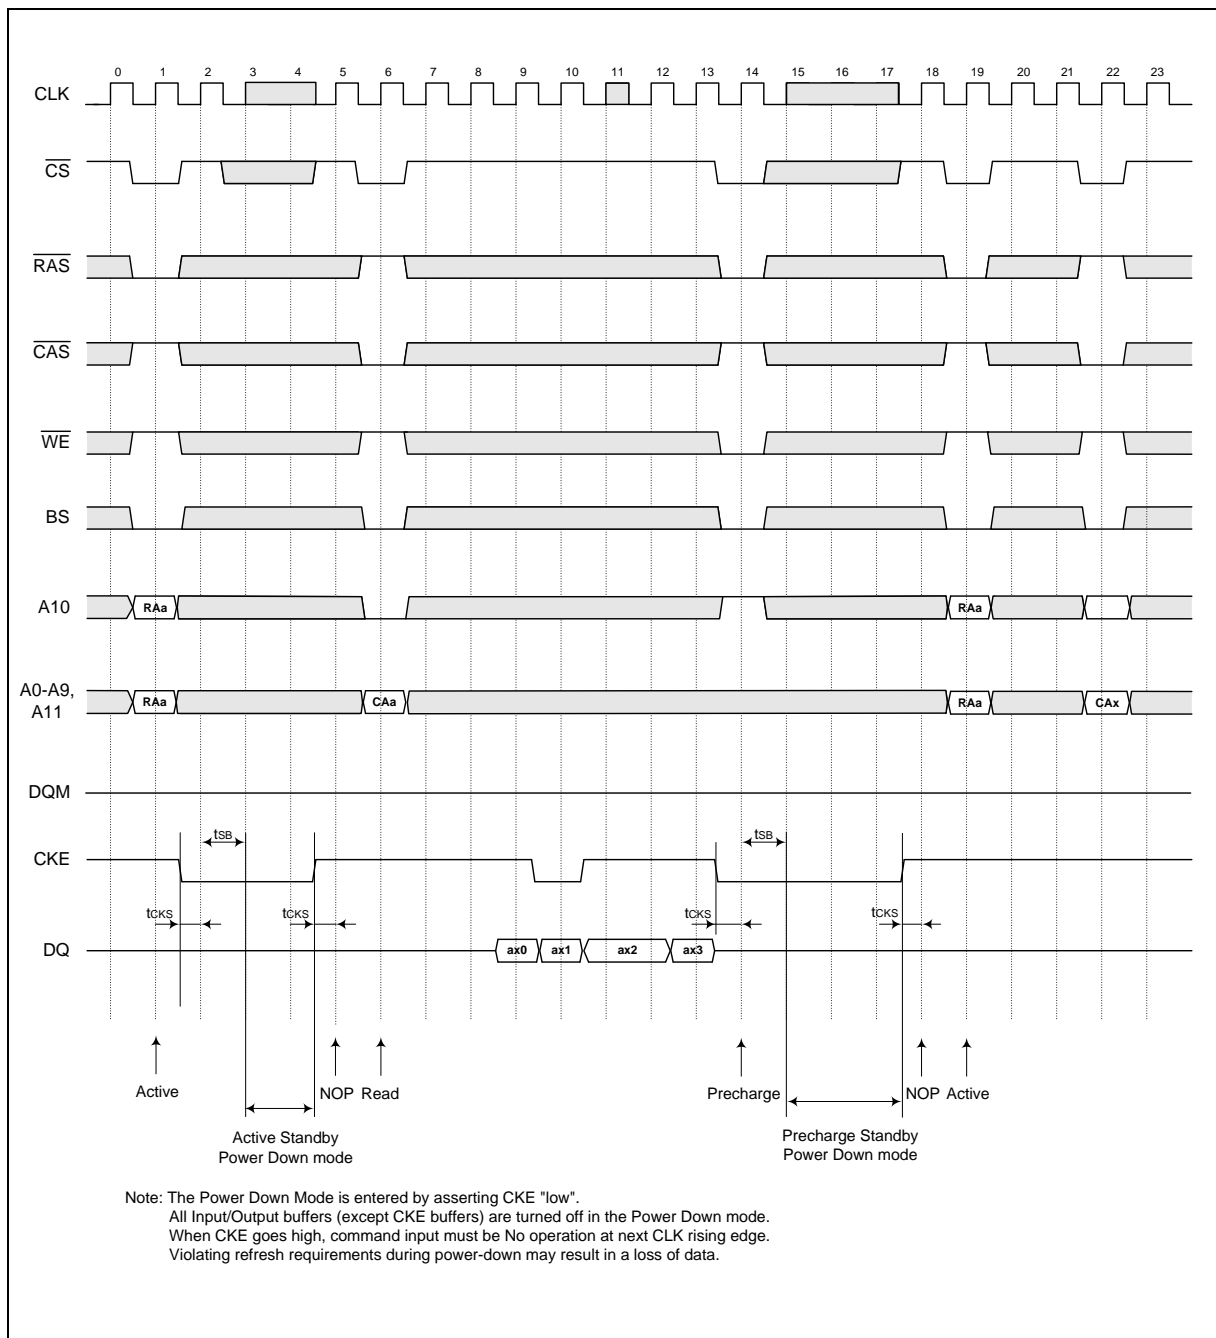 0 1 2 3 4 5 6 7 8 9 10 11 12 13 14 15 16 17 18 19 20 21 22 23
CLK
CS
RAS
CAS
WE
BS
A10 RAa RAa
A0-A9,
A11 RAa CAa RAa CAx
DQM
tSB tSB
CKE
tCKS tCKS tCKS tCKS
DQ ax0 ax1 ax2 ax3
Active NOP Read Precharge NOP Active
Active Standby
Power Down mode
Precharge Standby
Power Down mode
Note: The Power Down Mode is entered by asserting CKE "low".
All Input/Output buffers (except CKE buffers) are turned off in the Power Down mode.
When CKE goes high, command input must be No operation at next CLK rising edge.
Violating refresh requirements during power-down may result in a loss of data.